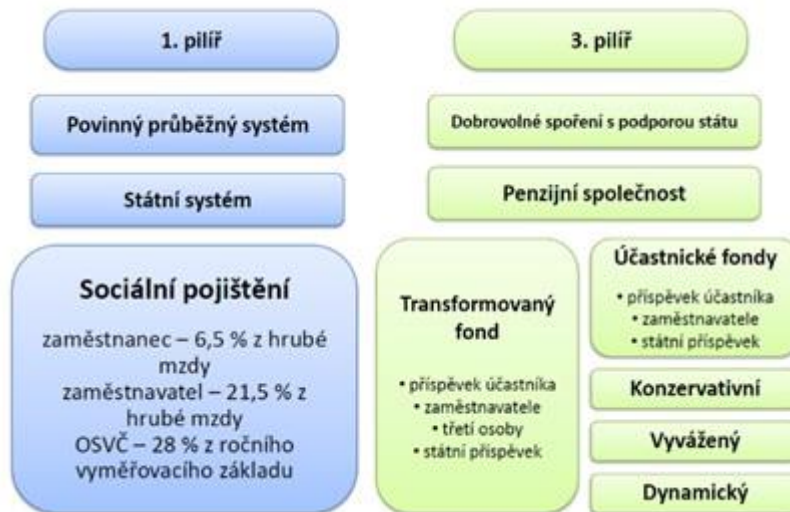 1. pilíř
Povinný průběžný systém
Státní systém
Sociální pojištění
zaměstnanec – 6,5 % z hrubé
mzdy
zaměstnavatel – 21,5 % z
hrubé mzdy
OSVČ – 28 % z ročního
vyměřovacího základu
3. pilíř
Dobrovolné spoření s podporou státu
Penzijní společnost
Transformovaný
fond
• příspěvek účastníka
• zaměstnavatele
• třetí osoby
• státní příspěvek
Účastnické fondy
• příspěvek účastníka
• zaměstnavatele
• státní příspěvek
Konzervativní
Vyvážený
Dynamický